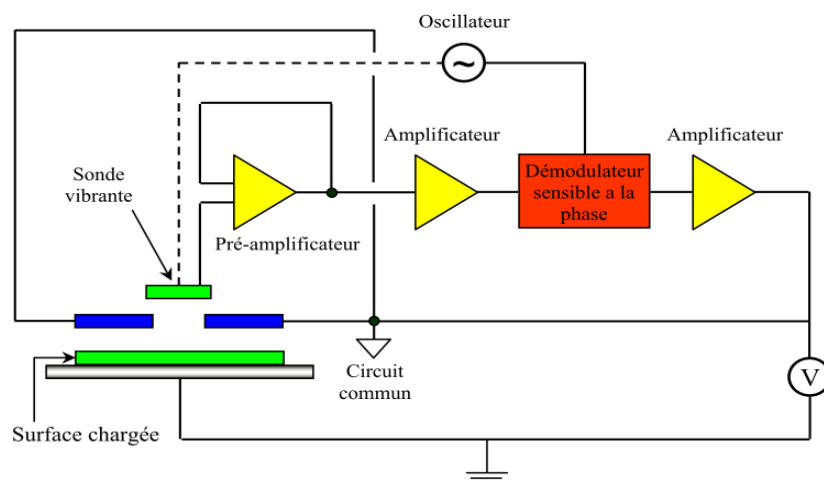 Oscillateur
~
Amplificateur
Amplificateur
Sonde
vibrante
Démodulateur
sensible a la
phase
Pré-amplificateur
Circuit
commun
V
Surface chargée